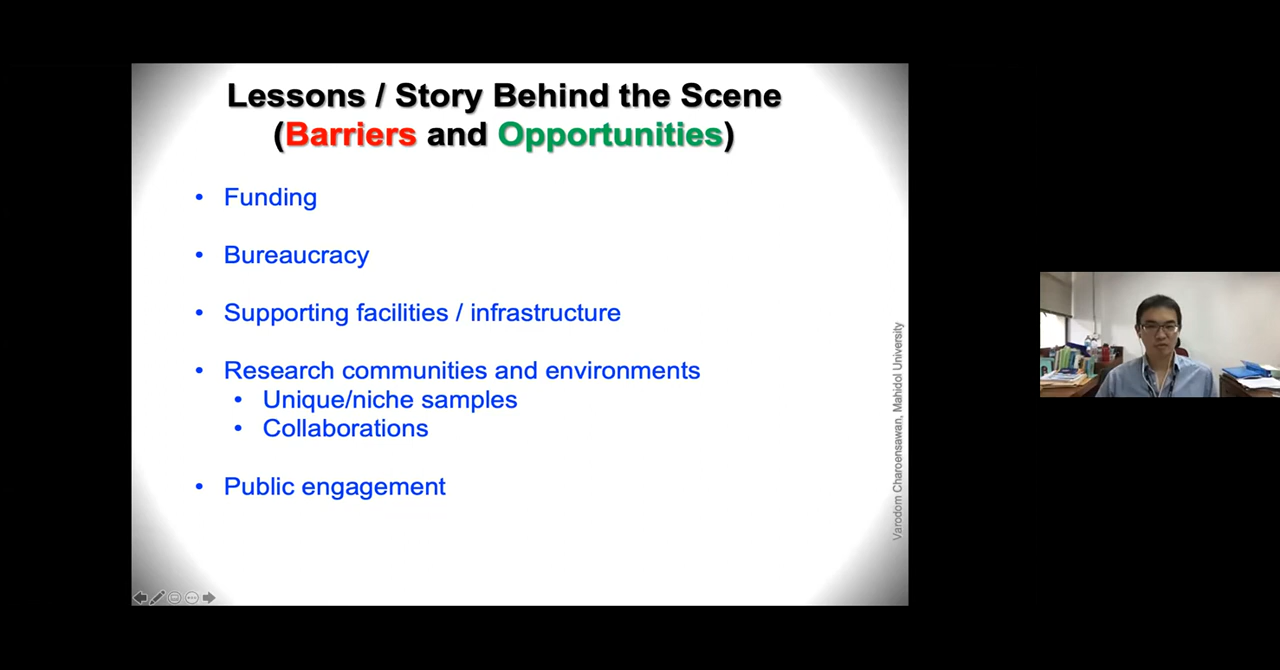 Lessons / Story Behind the Scene
(Barriers and Opportunities)
• Funding
• Bureaucracy
• Supporting facilities / infrastructure
• Research communities and environments
• Unique/niche samples
• Collaborations
• Public engagement
Varodom Charoensawan, Mahidol University